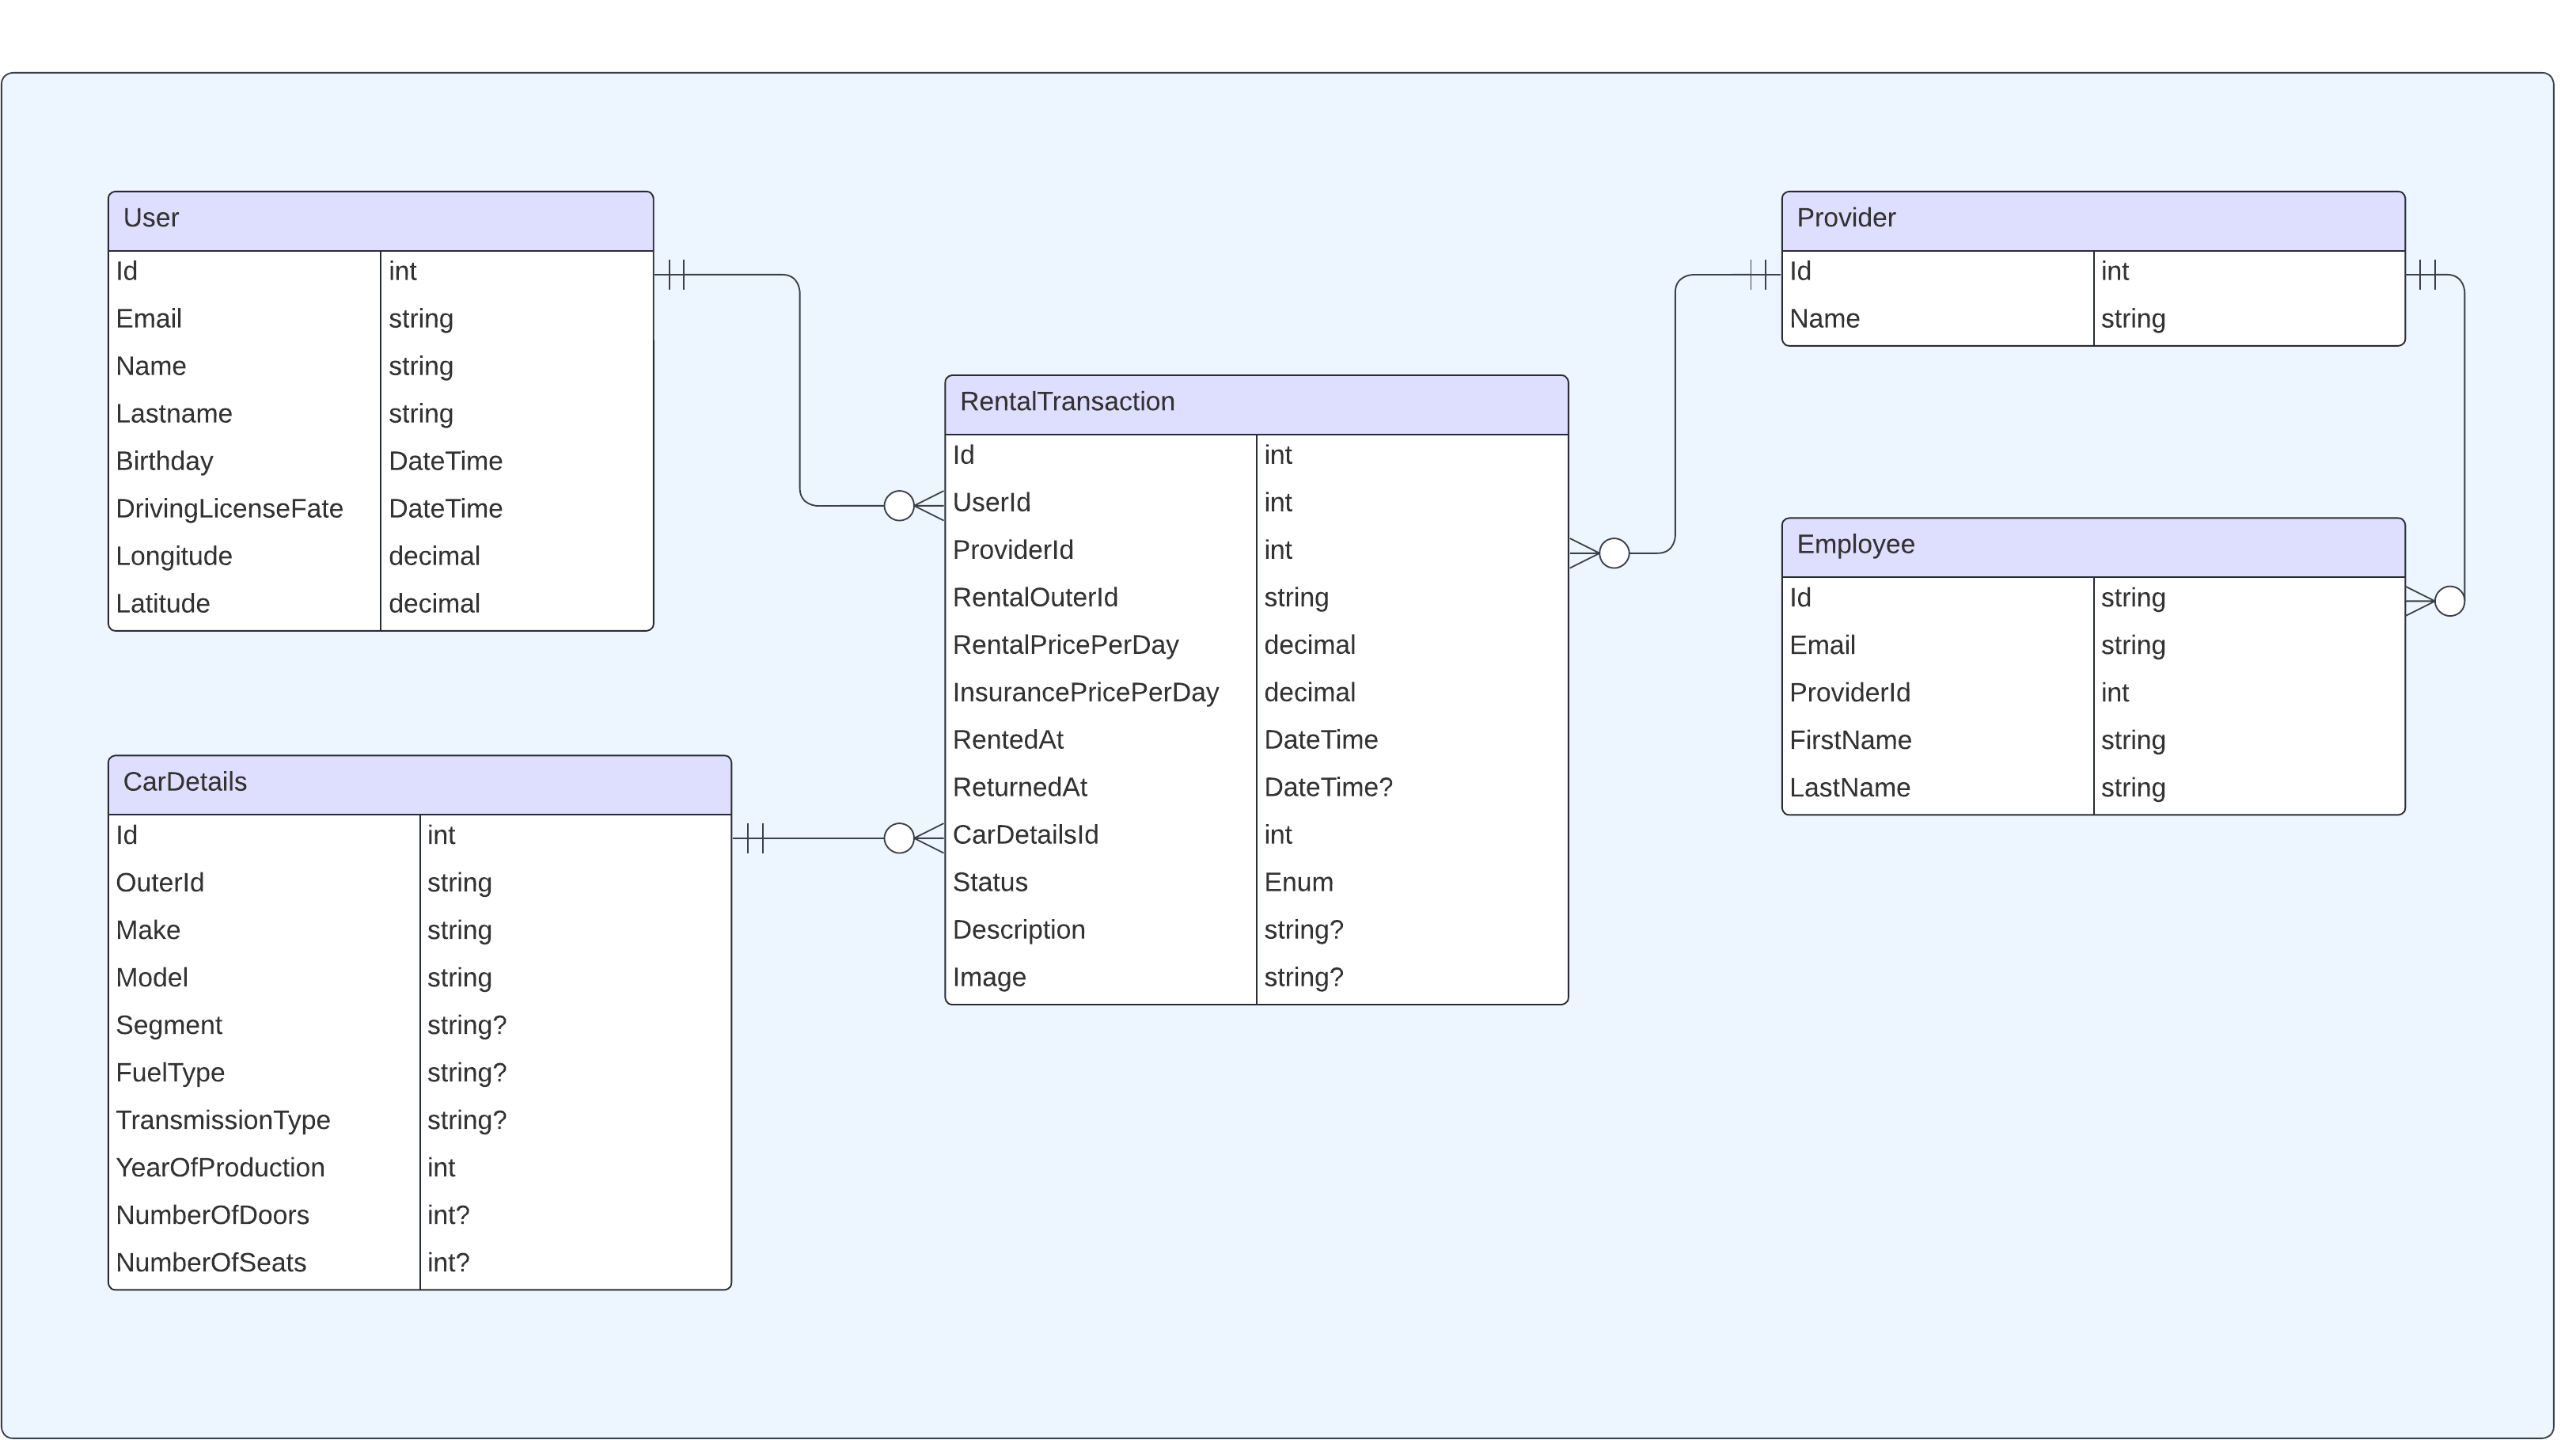 User
Id int
Email string
Name string
Lastname string
Birthday DateTime
DrivingLicenseFate DateTime
Longitude decimal
Latitude decimal
CarDetails
Id int
OuterId string
Make string
Model string
Segment string?
FuelType string?
TransmissionType string?
YearOfProduction int
NumberOfDoors int?
NumberOfSeats int?
RentalTransaction
Id int
UserId int
ProviderId int
RentalOuterId string
RentalPricePerDay decimal
InsurancePricePerDay decimal
RentedAt DateTime
ReturnedAt DateTime?
CarDetailsId int
Status Enum
Description string?
Image string?
Provider
Id int
Name string
Employee
Id string
Email string
ProviderId int
FirstName string
LastName string